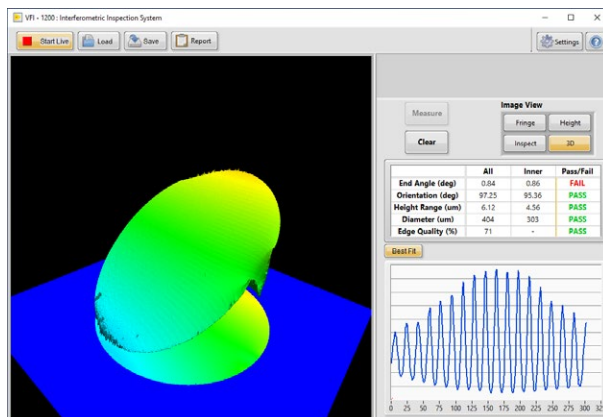 VFI - 1200 : Interferometric Inspection System
Start Live Load Save Report Settings
Image View
Measure Fringe Height
Clear Inspect 3D
All Inner Pass/Fail
End Angle (deg) 0.84 0.86 FAIL
Orientation (deg) 97.25 95.36 PASS
Height Range (um) 6.12 4.56 PASS
Diameter (um) 404 303 PASS
Edge Quality (%) 71 - PASS
Best Fit
0 25 50 75 100 125 150 175 200 225 250 275 300